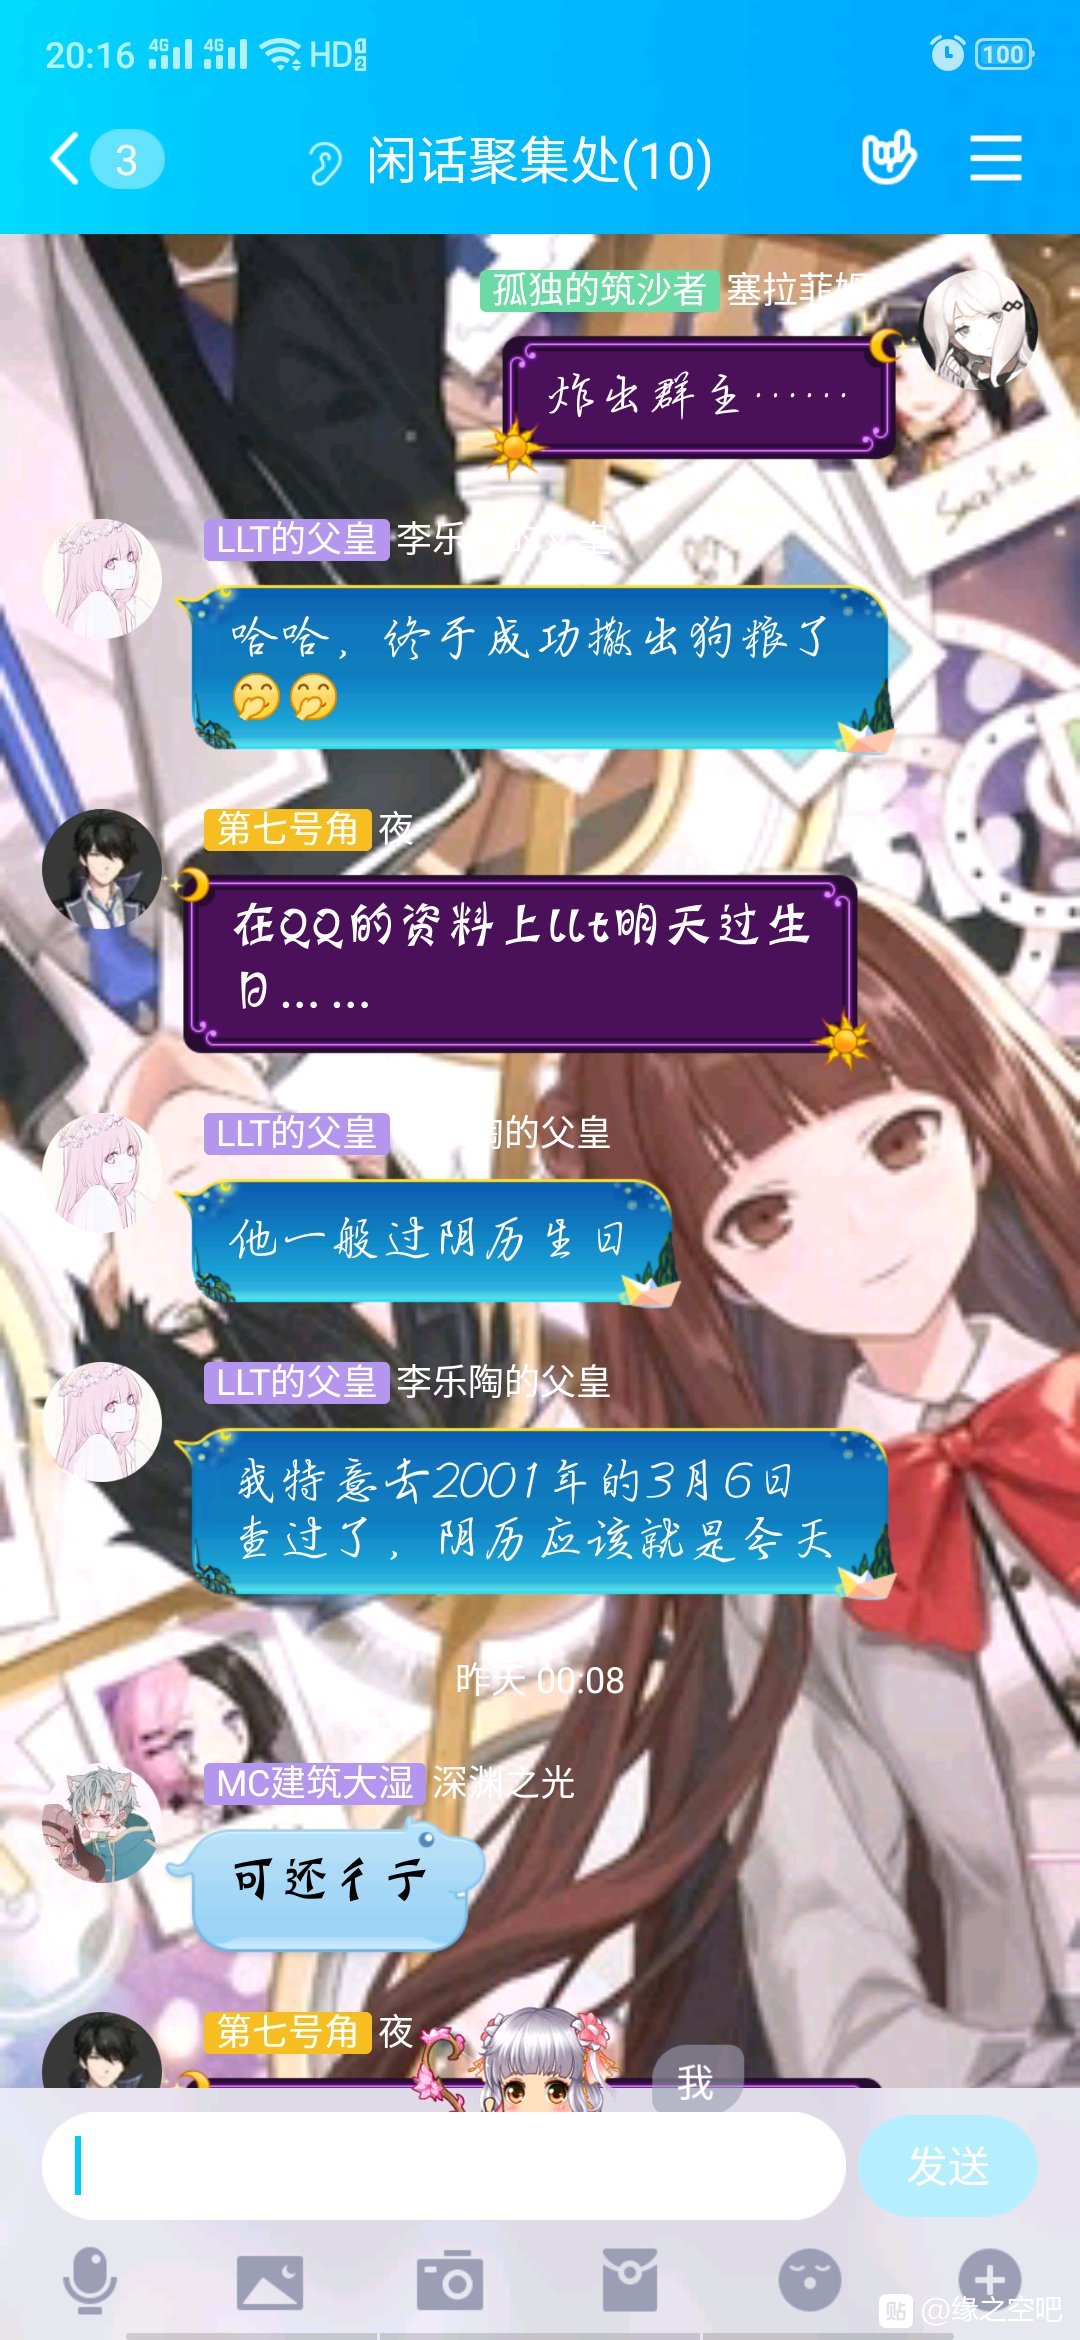 20:16 4G 4G HD 1 2 100
3 闲话聚集处(10)
孤独的筑沙者 塞拉菲姆
炸出群主……
LLT的父皇 李乐 的父皇
哈哈，终于成功撒出狗粮了
🤭🤭
第七号角 夜
在QQ的资料上llt明天过生
日……
LLT的父皇 陶的父皇
他一般过阴历生日
LLT的父皇 李乐陶的父皇
我特意去2001年的3月6日
查过了，阴历应该就是今天
昨天 00:08
MC建筑大湿 深渊之光
可还彳亍
第七号角 夜
我
发送
贴 @缘之空吧